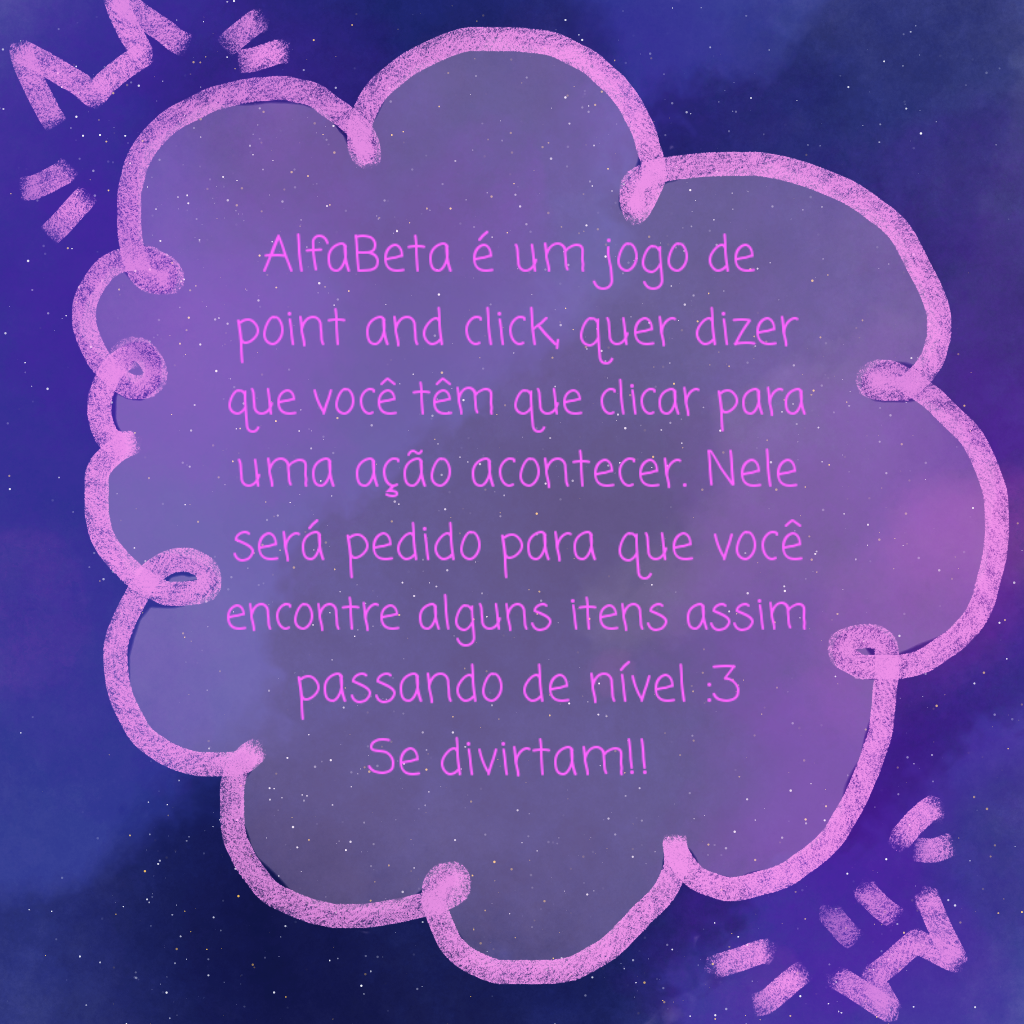 AlfaBeta é um jogo de
point and click, quer dizer
que você têm que clicar para
uma ação acontecer. Nele
será pedido para que você
encontre alguns itens assim
passando de nível :3
Se divirtam!!